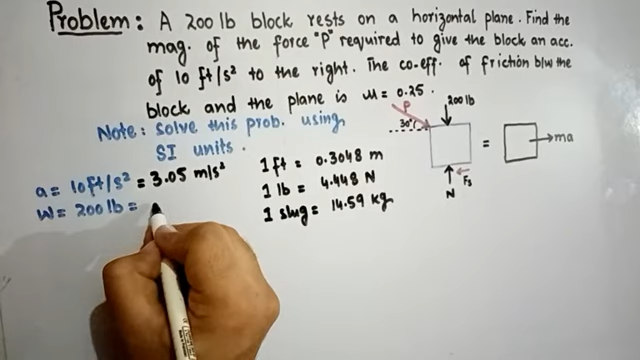 Problem: A 200 lb block rests on a horizontal plane. Find the
mag. of the force "P" required to give the block an acc.
of 10 ft/s² to the right. The co-eff. of friction b/w the
block and the plane is μ = 0.25.
Note: Solve this prob. using
SI units.
a = 10ft/s² = 3.05 m/s²
W = 200 lb =
1 ft = 0.3048 m
1 lb = 4.448 N
1 slug = 14.59 kg
P
200 lb
30°
=
ma
Fs
N